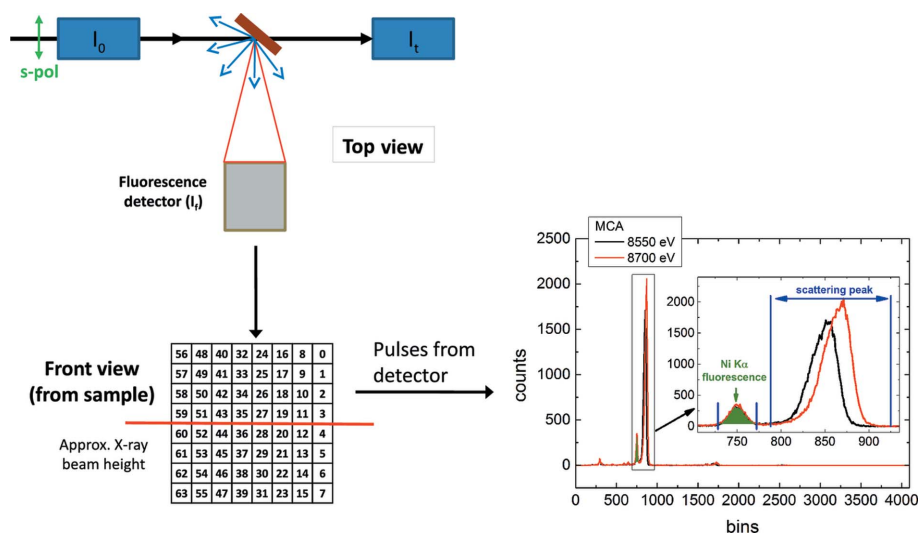 I0
It
s-pol
Top view
Fluorescence
detector (If)
Front view
(from sample)
Approx. X-ray
beam height
56 48 40 32 24 16 8 0
57 49 41 33 25 17 9 1
58 50 42 34 26 18 10 2
59 51 43 35 27 19 11 3
60 52 44 36 28 20 12 4
61 53 45 37 29 21 13 5
62 54 46 38 30 22 14 6
63 55 47 39 31 23 15 7
Pulses from
detector
MCA
8550 eV
8700 eV
counts
2500
2000
1500
1000
500
0
0 500 1000 1500 2000 2500 3000 3500 4000
bins
scattering peak
Ni Kα
fluorescence
2000
1500
1000
500
0
750 800 850 900